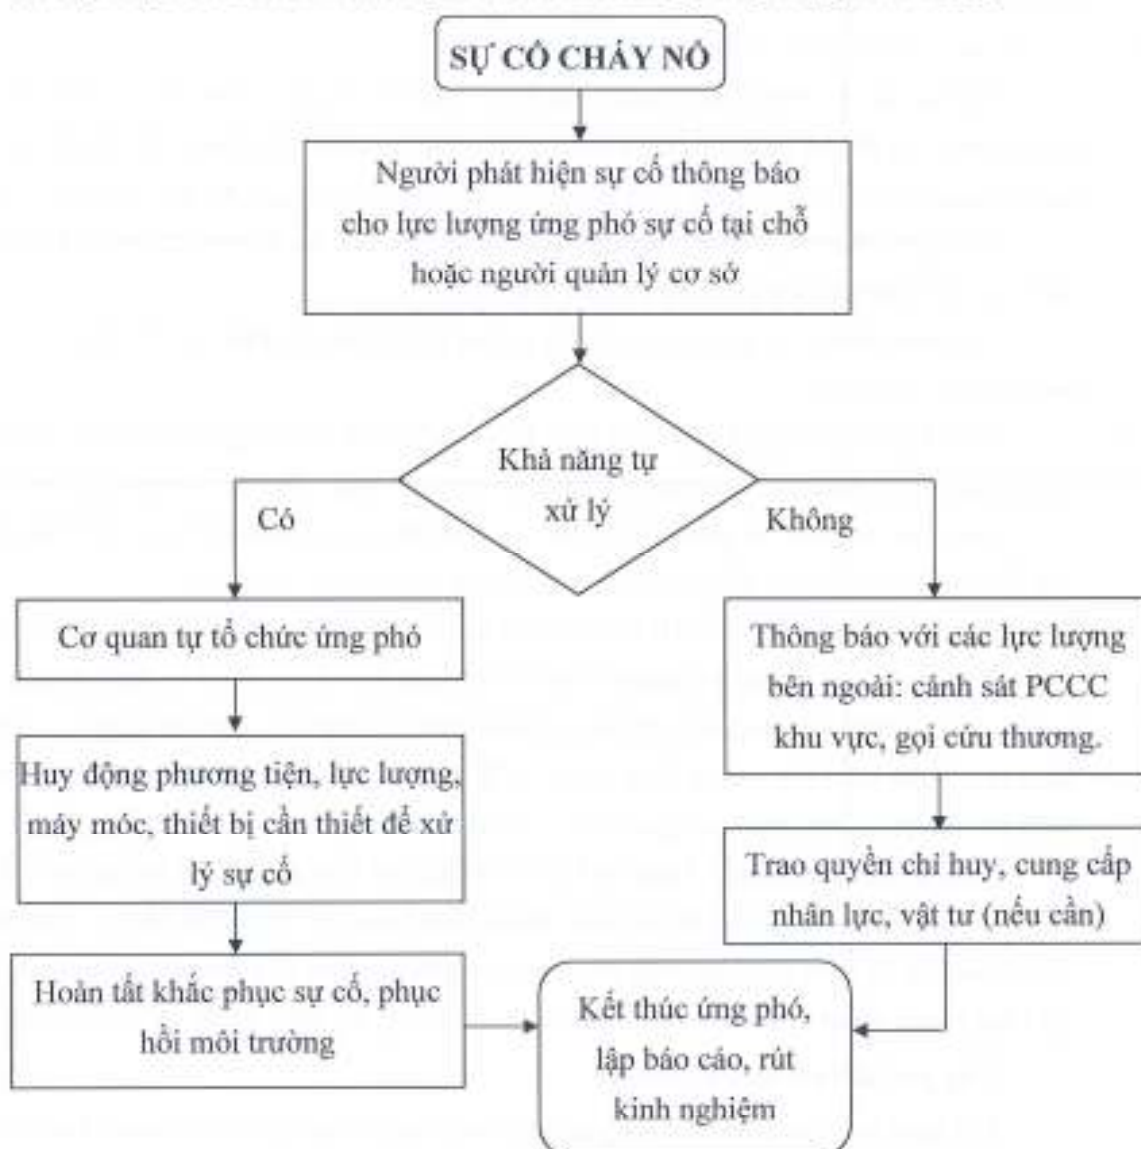 SỰ CỐ CHÁY NỔ
Người phát hiện sự cố thông báo
cho lực lượng ứng phó sự cố tại chỗ
hoặc người quản lý cơ sở
Khả năng tự
xử lý
Có
Không
Cơ quan tự tổ chức ứng phó
Huy động phương tiện, lực lượng,
máy móc, thiết bị cần thiết để xử
lý sự cố
Hoàn tất khắc phục sự cố, phục
hồi môi trường
Thông báo với các lực lượng
bên ngoài: cảnh sát PCCC
khu vực, gọi cứu thương.
Trao quyền chỉ huy, cung cấp
nhân lực, vật tư (nếu cần)
Kết thúc ứng phó,
lập báo cáo, rút
kinh nghiệm